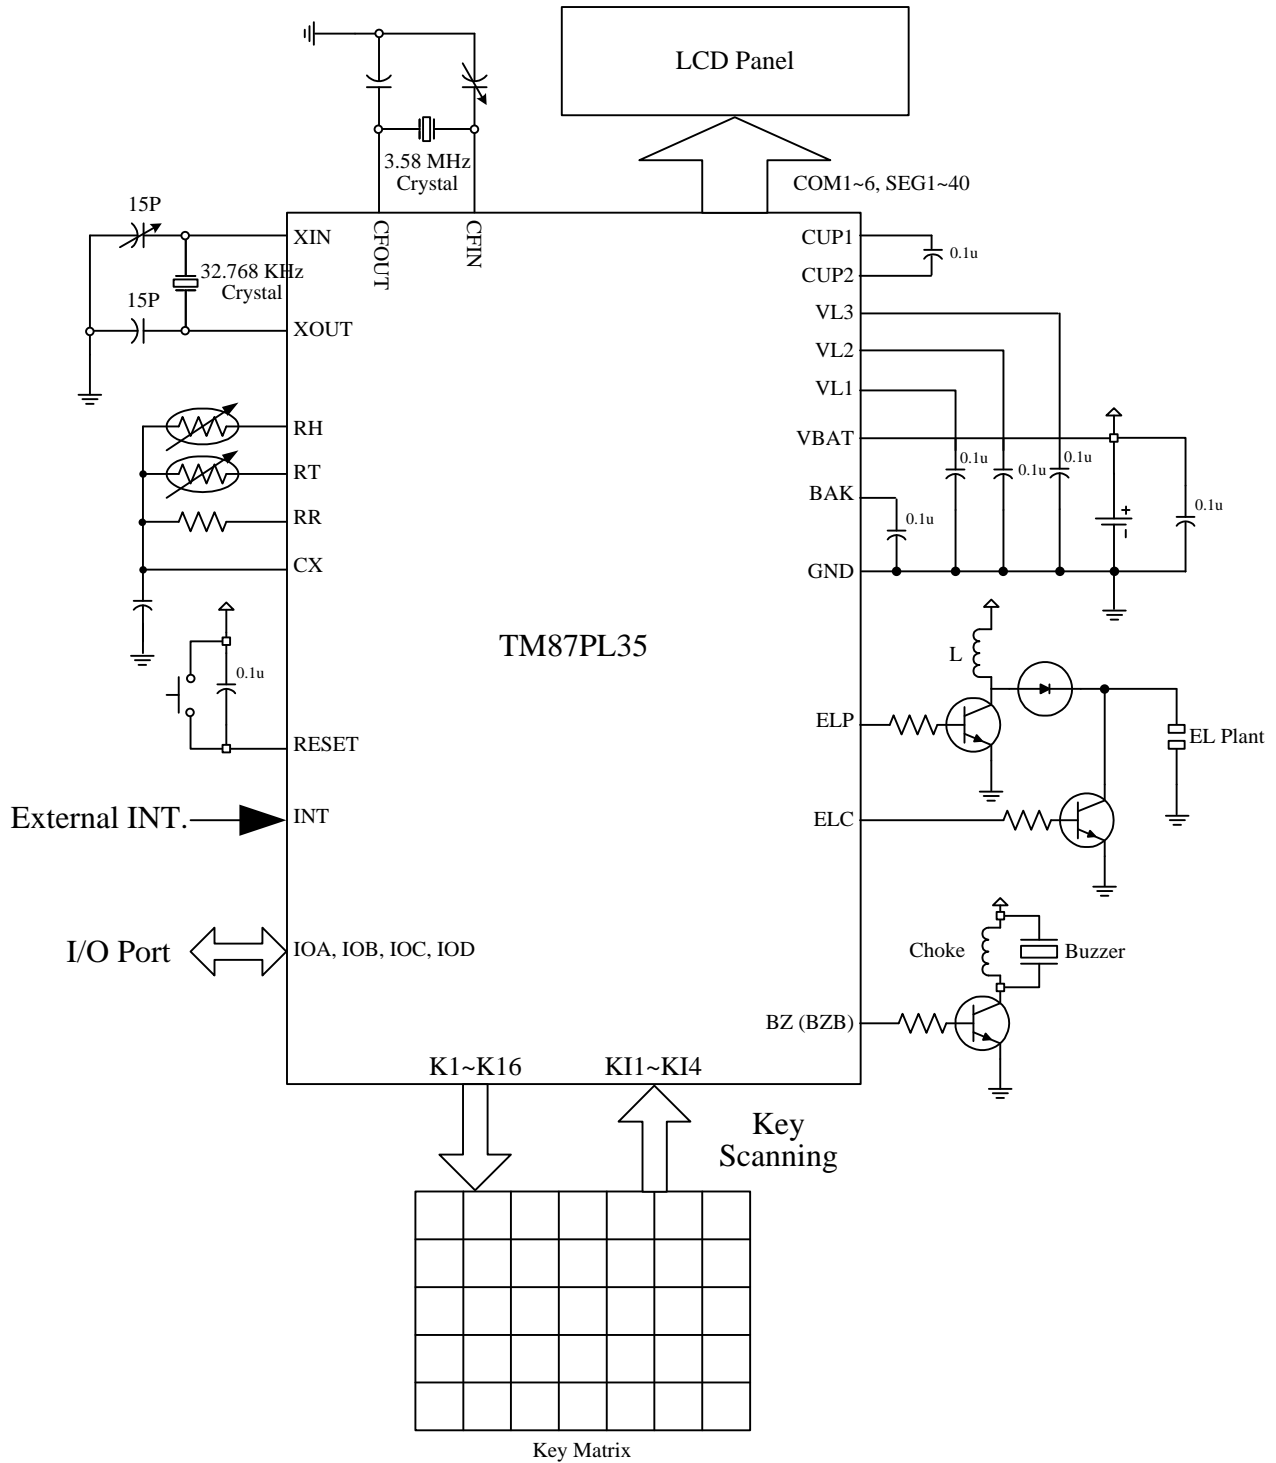 LCD Panel
3.58 MHz
Crystal
COM1~6, SEG1~40
15P
XIN
CFOUT
CFIN
CUP1
0.1u
CUP2
32.768 KHz
Crystal
15P
XOUT
VL3
VL2
VL1
RH
VBAT
0.1u
0.1u
0.1u
RT
BAK
0.1u
+
0.1u
RR
CX
GND
TM87PL35
L
0.1u
ELP
EL Plant
RESET
External INT.
INT
ELC
I/O Port
IOA, IOB, IOC, IOD
Choke
Buzzer
BZ (BZB)
K1~K16
KI1~KI4
Key
Scanning
Key Matrix